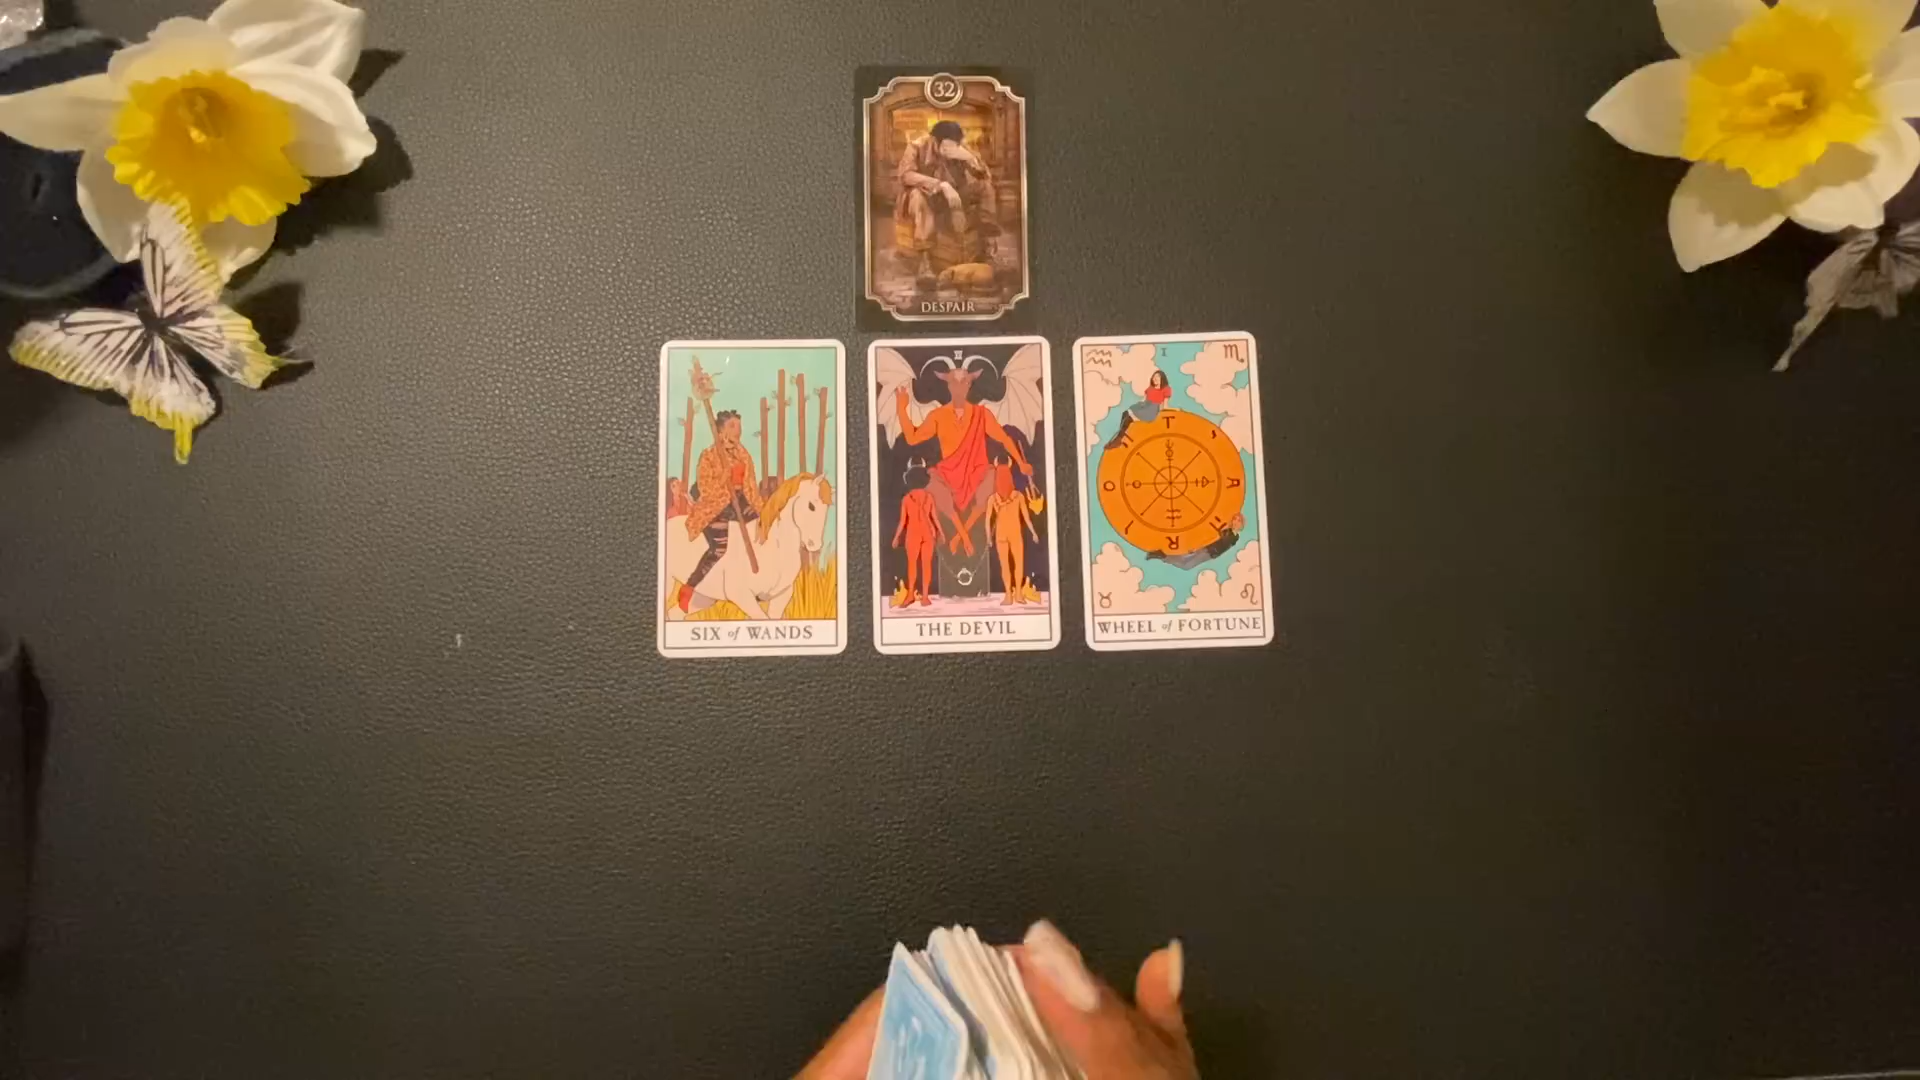 32
DESPAIR
SIX of WANDS
THE DEVIL
WHEEL of FORTUNE